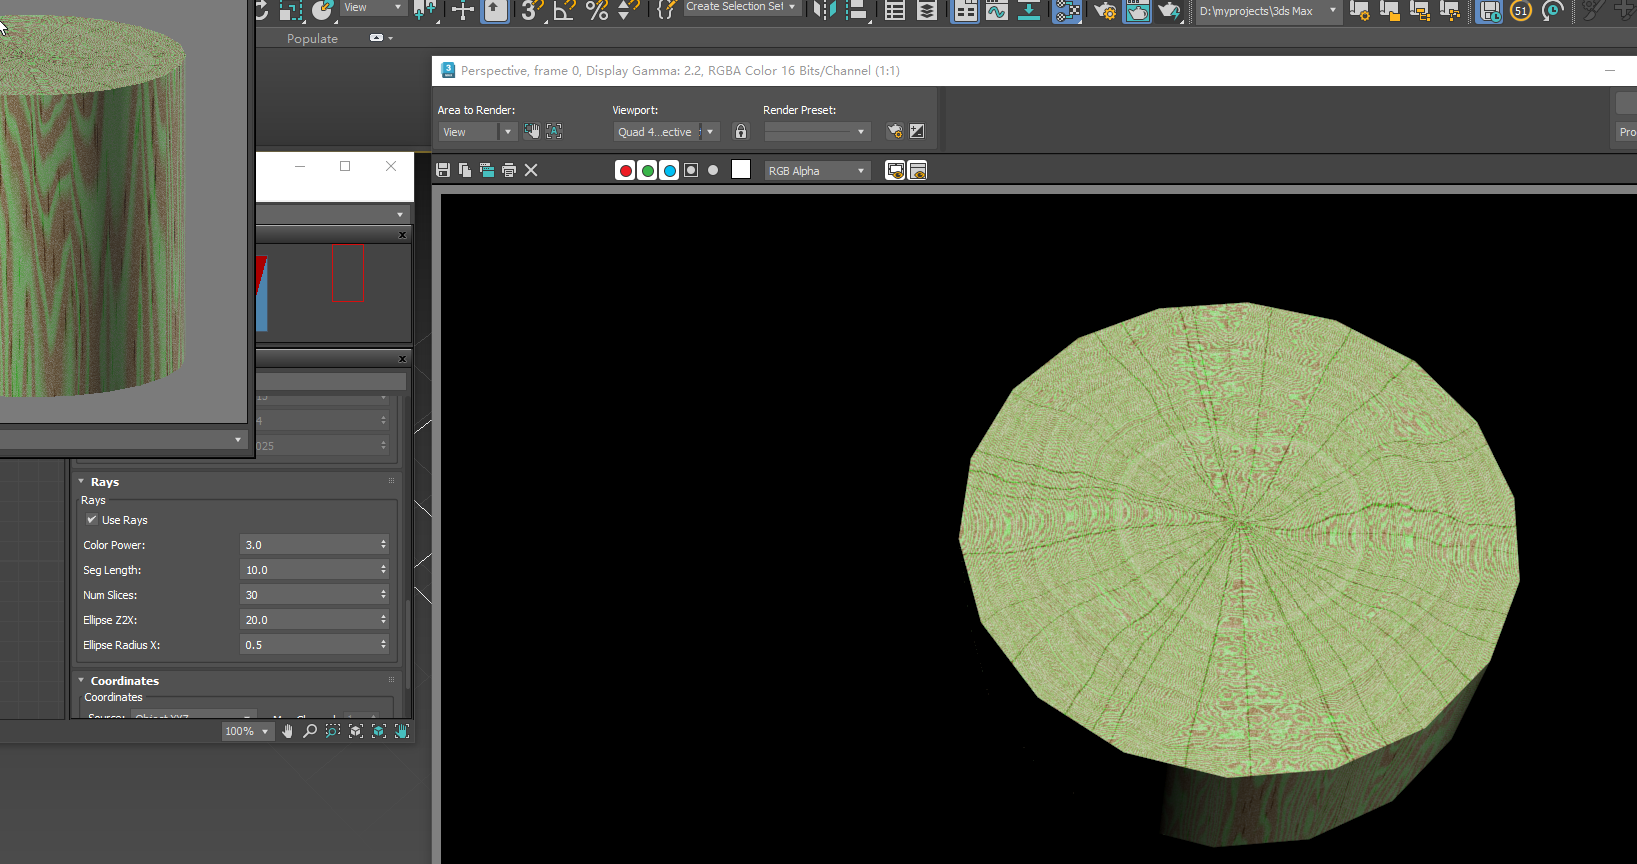 View
Create Selection Set
D:\myprojects\3ds Max
51
Populate
Perspective, frame 0, Display Gamma: 2.2, RGBA Color 16 Bits/Channel (1:1)
Area to Render:
Viewport:
Render Preset:
View
Quad 4...ective
Pro
RGB Alpha
Rays
Rays
Use Rays
Color Power:
3.0
Seg Length:
10.0
Num Slices:
30
Ellipse Z2X:
20.0
Ellipse Radius X:
0.5
Coordinates
Coordinates
100%